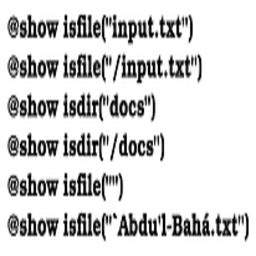 @show isfile("input.txt")
@show isfile("/input.txt")
@show isdir("docs")
@show isdir("/docs")
@show isfile("")
@show isfile("`Abdu'l-Bahá.txt")